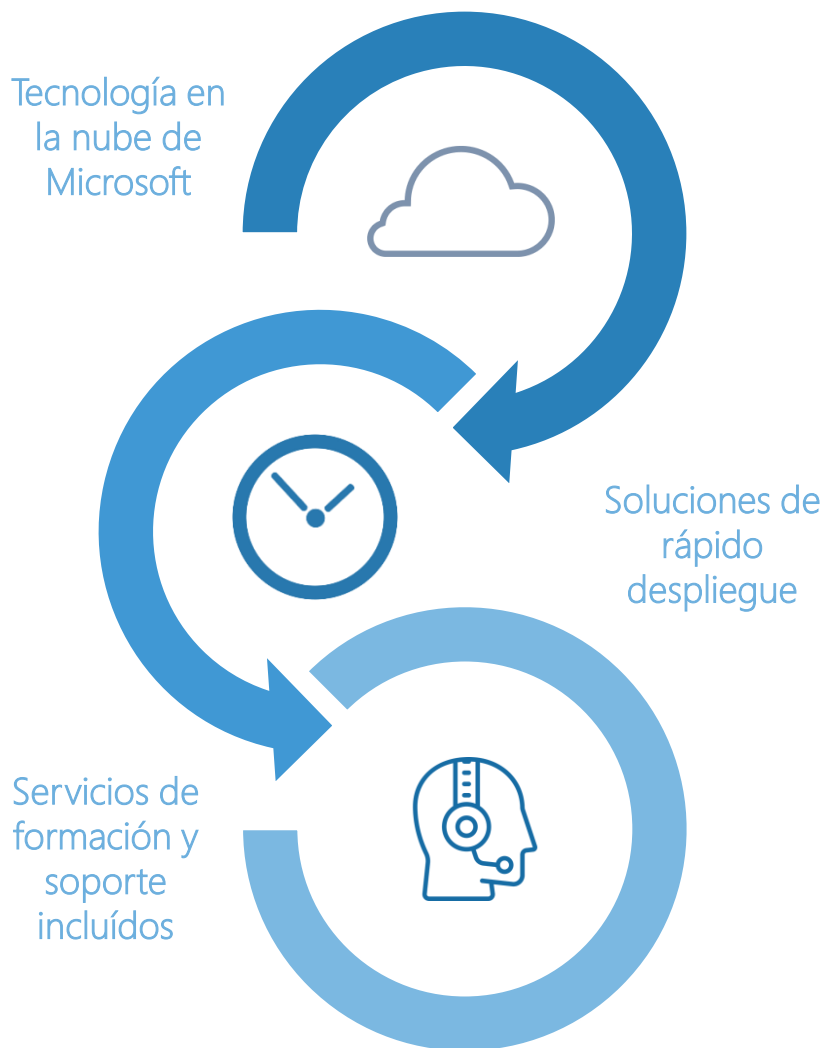 Tecnología en
la nube de
Microsoft
Soluciones de
rápido
despliegue
Servicios de
formación y
soporte
incluídos